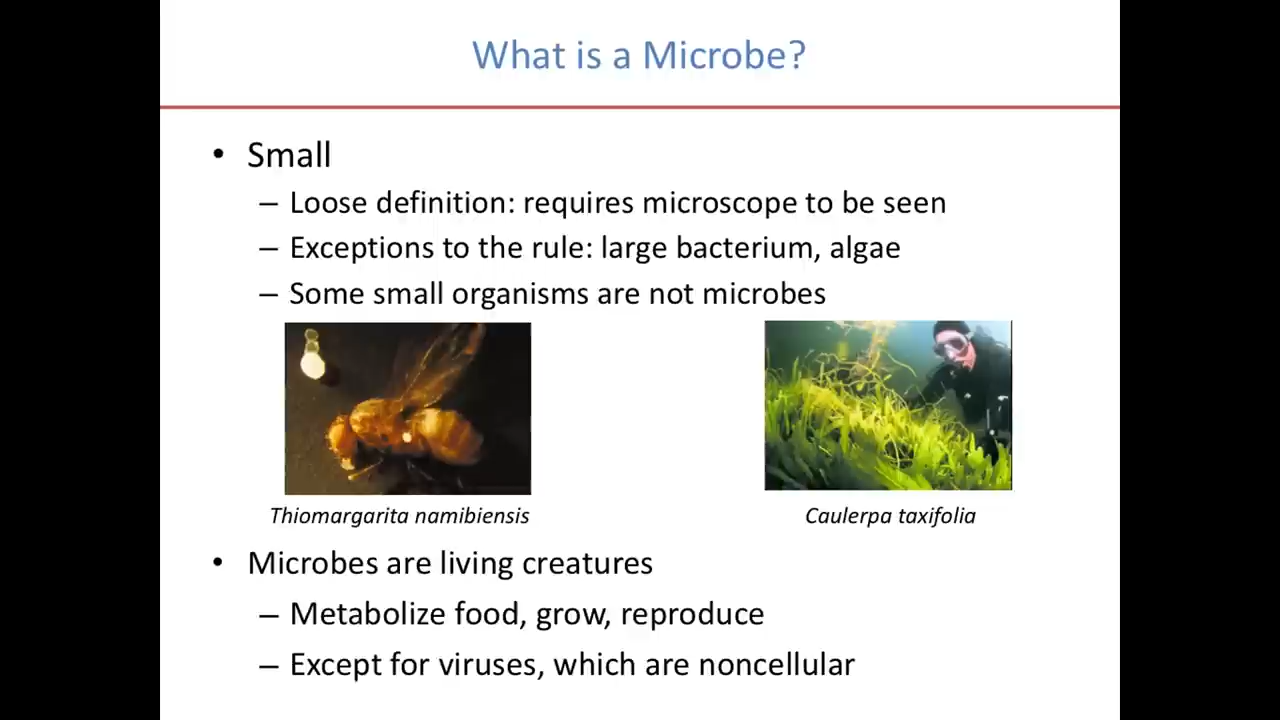 What is a Microbe?
• Small
– Loose definition: requires microscope to be seen
– Exceptions to the rule: large bacterium, algae
– Some small organisms are not microbes
Thiomargarita namibiensis
Caulerpa taxifolia
• Microbes are living creatures
– Metabolize food, grow, reproduce
– Except for viruses, which are noncellular